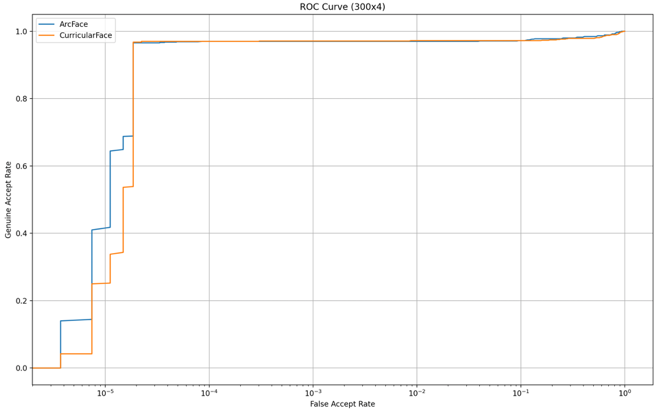 ROC Curve (300x4)
ArcFace
CurricularFace
Genuine Accept Rate
1.0
0.8
0.6
0.4
0.2
0.0
10⁻⁵ 10⁻⁴ 10⁻³ 10⁻² 10⁻¹ 10⁰
False Accept Rate